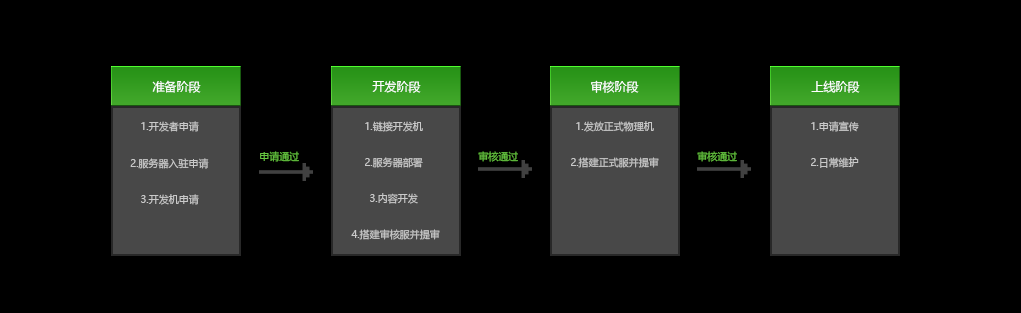 准备阶段
1.开发者申请
2.服务器入驻申请
3.开发机申请
申请通过
开发阶段
1.链接开发机
2.服务器部署
3.内容开发
4.搭建审核服并提审
审核通过
审核阶段
1.发放正式物理机
2.搭建正式服并提审
审核通过
上线阶段
1.申请宣传
2.日常维护